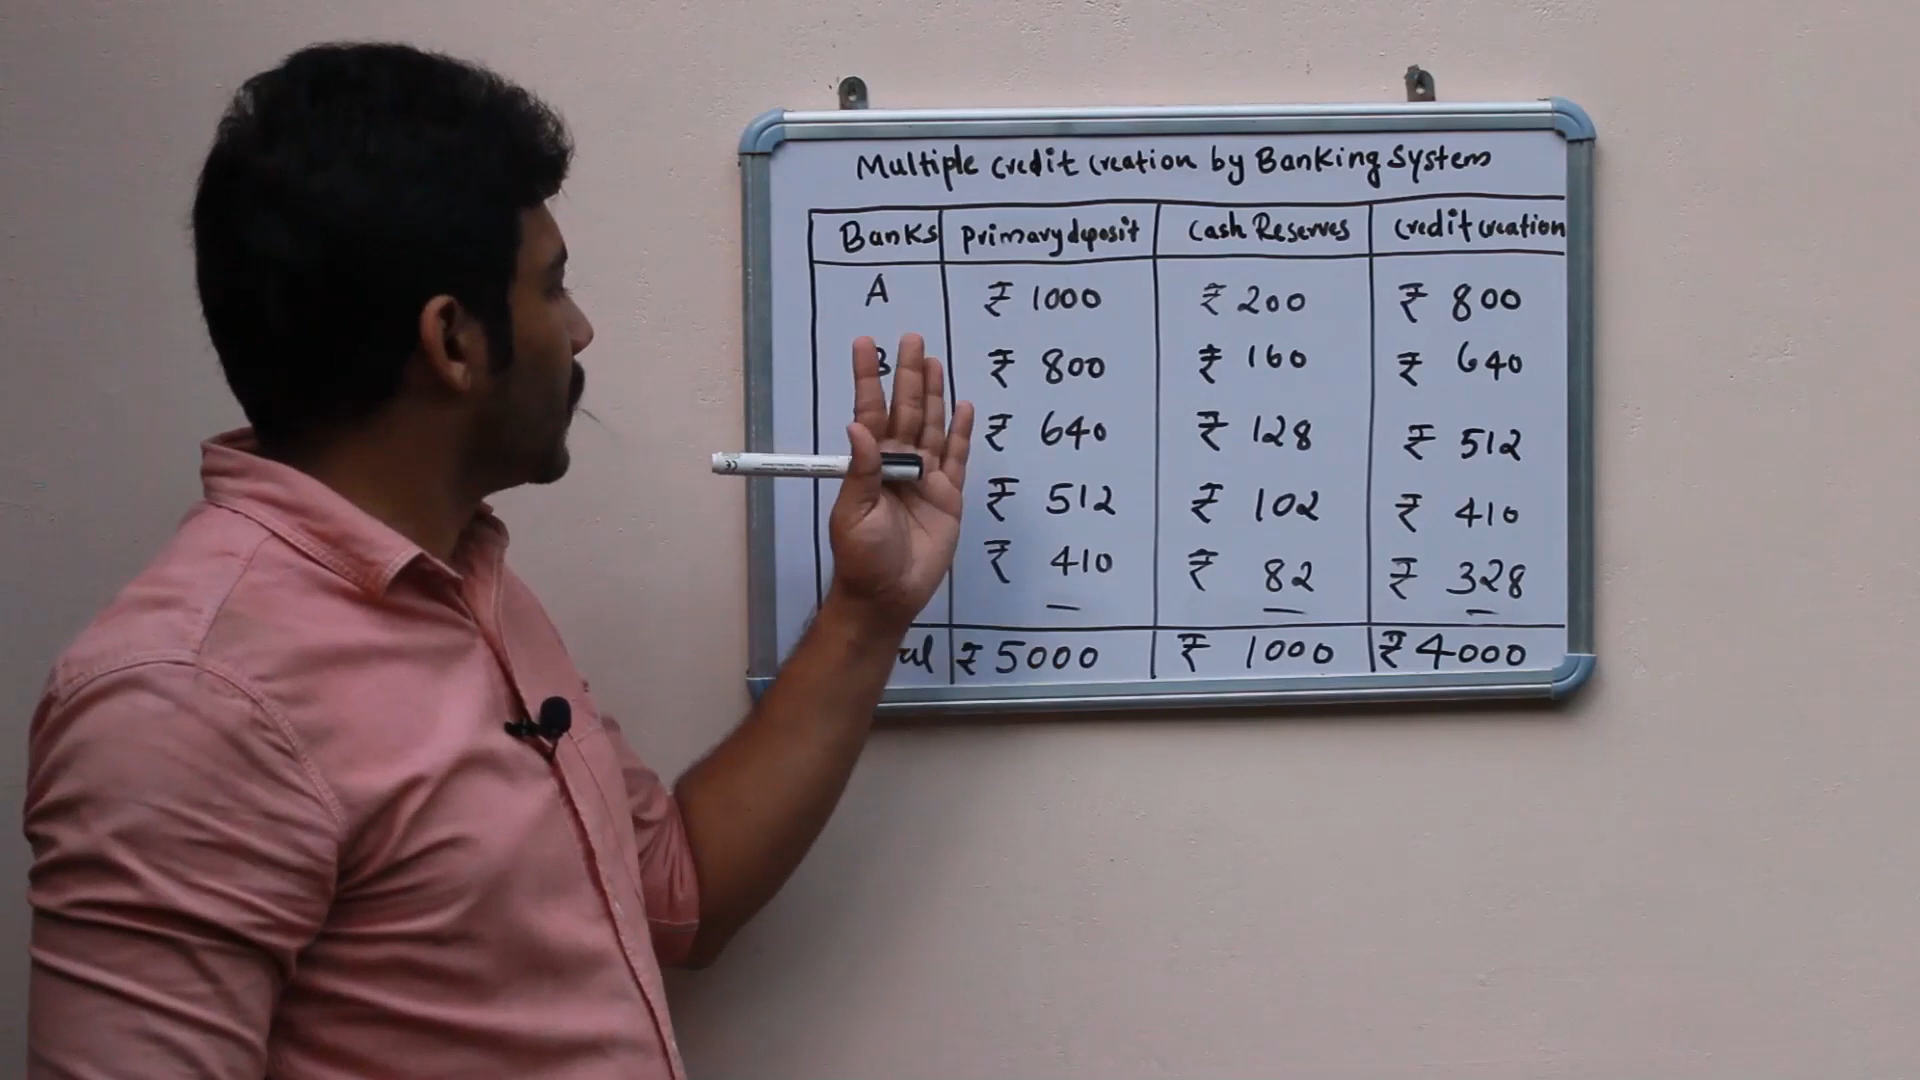 Multiple credit creation by Banking System
Banks Primary deposit Cash Reserves Credit creation
A ₹ 1000 ₹ 200 ₹ 800
B ₹ 800 ₹ 160 ₹ 640
₹ 640 ₹ 128 ₹ 512
₹ 512 ₹ 102 ₹ 410
₹ 410 ₹ 82 ₹ 328
₹ 5000 ₹ 1000 ₹ 4000